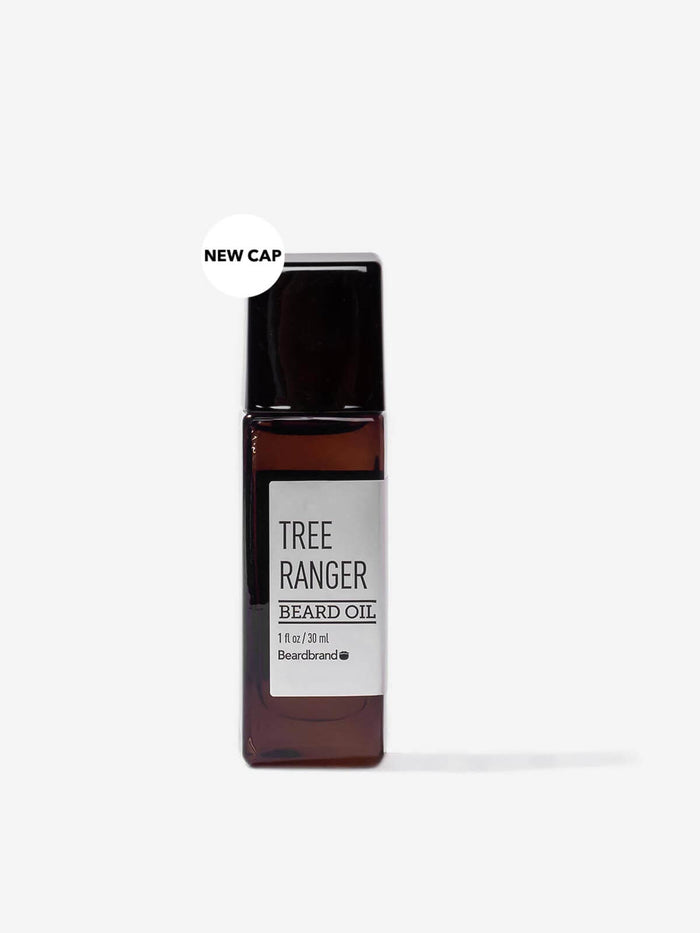 NEW CAP
TREE
RANGER
BEARD OIL
1 fl oz / 30 ml
Beardbrand